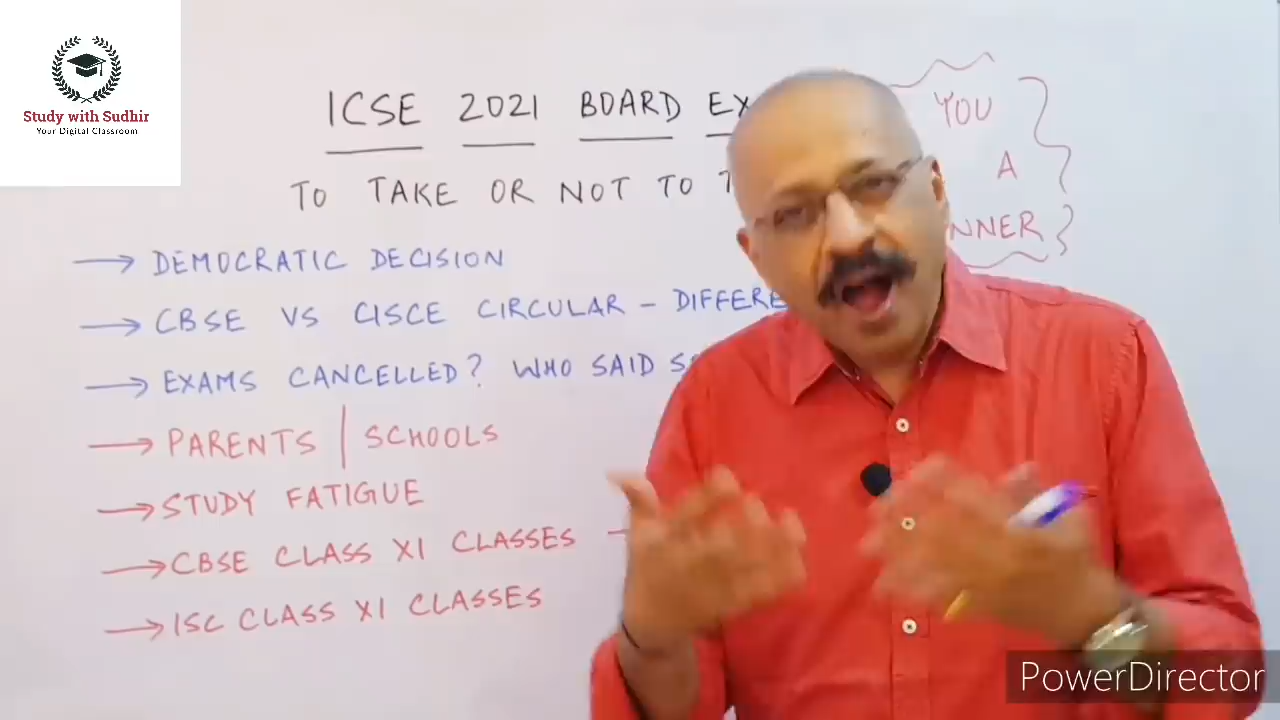 Study with Sudhir
Your Digital Classroom
ICSE 2021 BOARD EX
TO TAKE OR NOT TO T
YOU
A
NNER
→ DEMOCRATIC DECISION
→ CBSE VS CISCE CIRCULAR - DIFFERE
→ EXAMS CANCELLED? WHO SAID S
→ PARENTS | SCHOOLS
→ STUDY FATIGUE
→ CBSE CLASS XI CLASSES
→ ISC CLASS XI CLASSES
PowerDirector